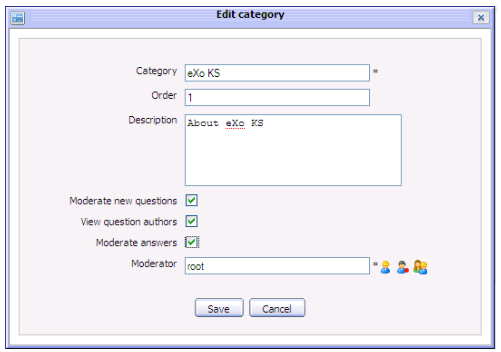 Edit category
Category eXo KS *
Order 1
Description About eXo KS
Moderate new questions
View question authors
Moderate answers
Moderator root *
Save Cancel